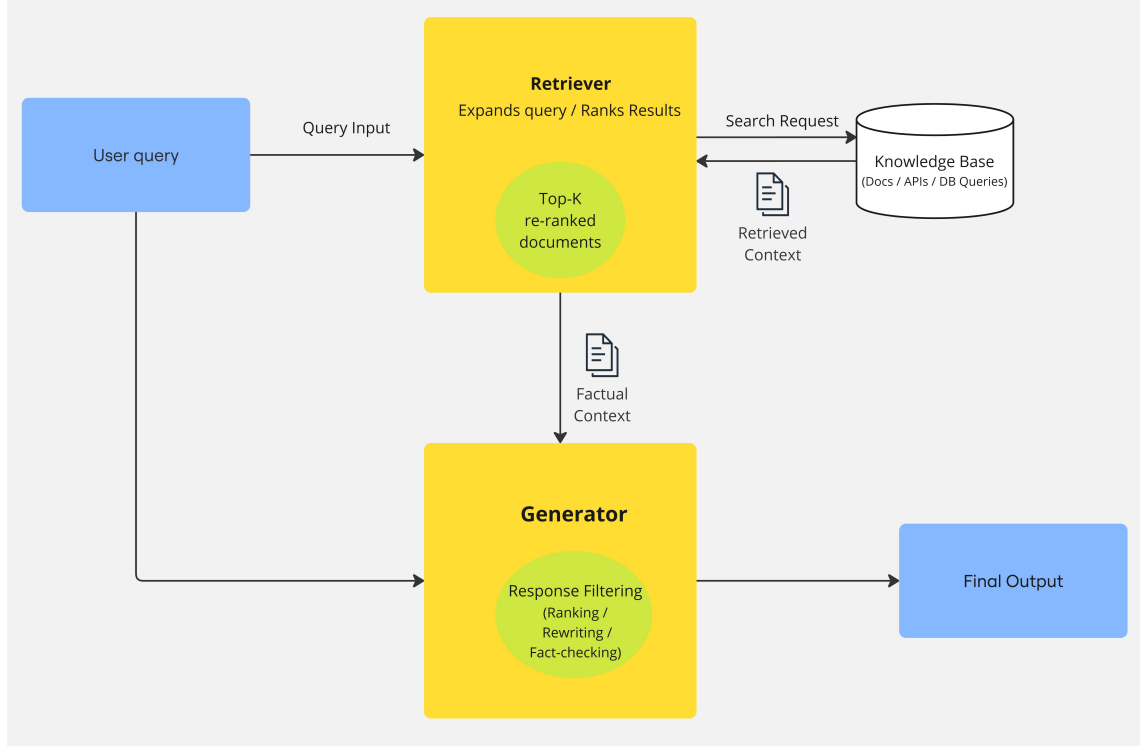 Retriever
Expands query / Ranks Results
User query
Query Input
Search Request
Knowledge Base
(Docs / APIs / DB Queries)
Top-K
re-ranked
documents
Retrieved
Context
Factual
Context
Generator
Response Filtering
(Ranking /
Rewriting /
Fact-checking)
Final Output